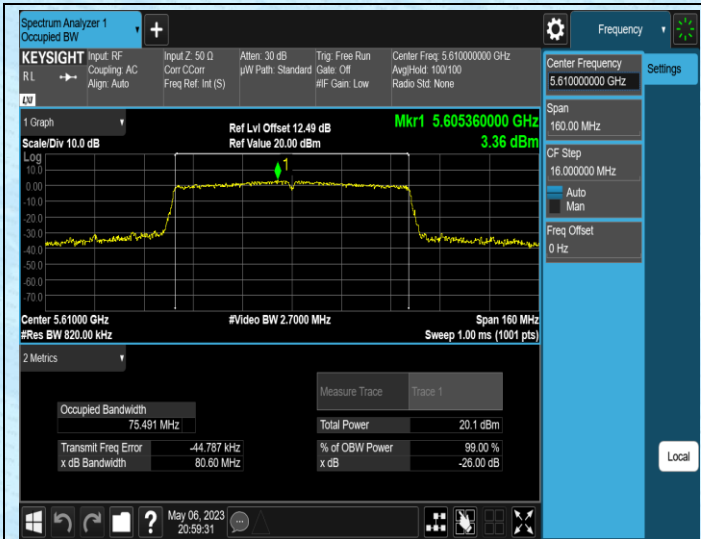 Spectrum Analyzer 1
Occupied BW
+
Frequency
KEYSIGHT
RL
LXI
Input: RF
Coupling: AC
Align: Auto
Input Z: 50 Ω
Corr CCorr
Freq Ref: Int (S)
Atten: 30 dB
µW Path: Standard
Trig: Free Run
Gate: Off
#IF Gain: Low
Center Freq: 5.610000000 GHz
Avg|Hold: 100/100
Radio Std: None
Center Frequency
5.610000000 GHz
Settings
Span
160.00 MHz
CF Step
16.000000 MHz
Auto
Man
Freq Offset
0 Hz
Local
1 Graph
Scale/Div 10.0 dB
Ref Lvl Offset 12.49 dB
Ref Value 20.00 dBm
Mkr1 5.605360000 GHz
3.36 dBm
Log
10.0
0.00
-10.0
-20.0
-30.0
-40.0
-50.0
-60.0
-70.0
1
Center 5.61000 GHz
#Res BW 820.00 kHz
#Video BW 2.7000 MHz
Span 160 MHz
Sweep 1.00 ms (1001 pts)
2 Metrics
Measure Trace Trace 1
Occupied Bandwidth
75.491 MHz
Total Power 20.1 dBm
Transmit Freq Error -44.787 kHz
% of OBW Power 99.00 %
x dB Bandwidth 80.60 MHz
x dB -26.00 dB
?
May 06, 2023
20:59:31